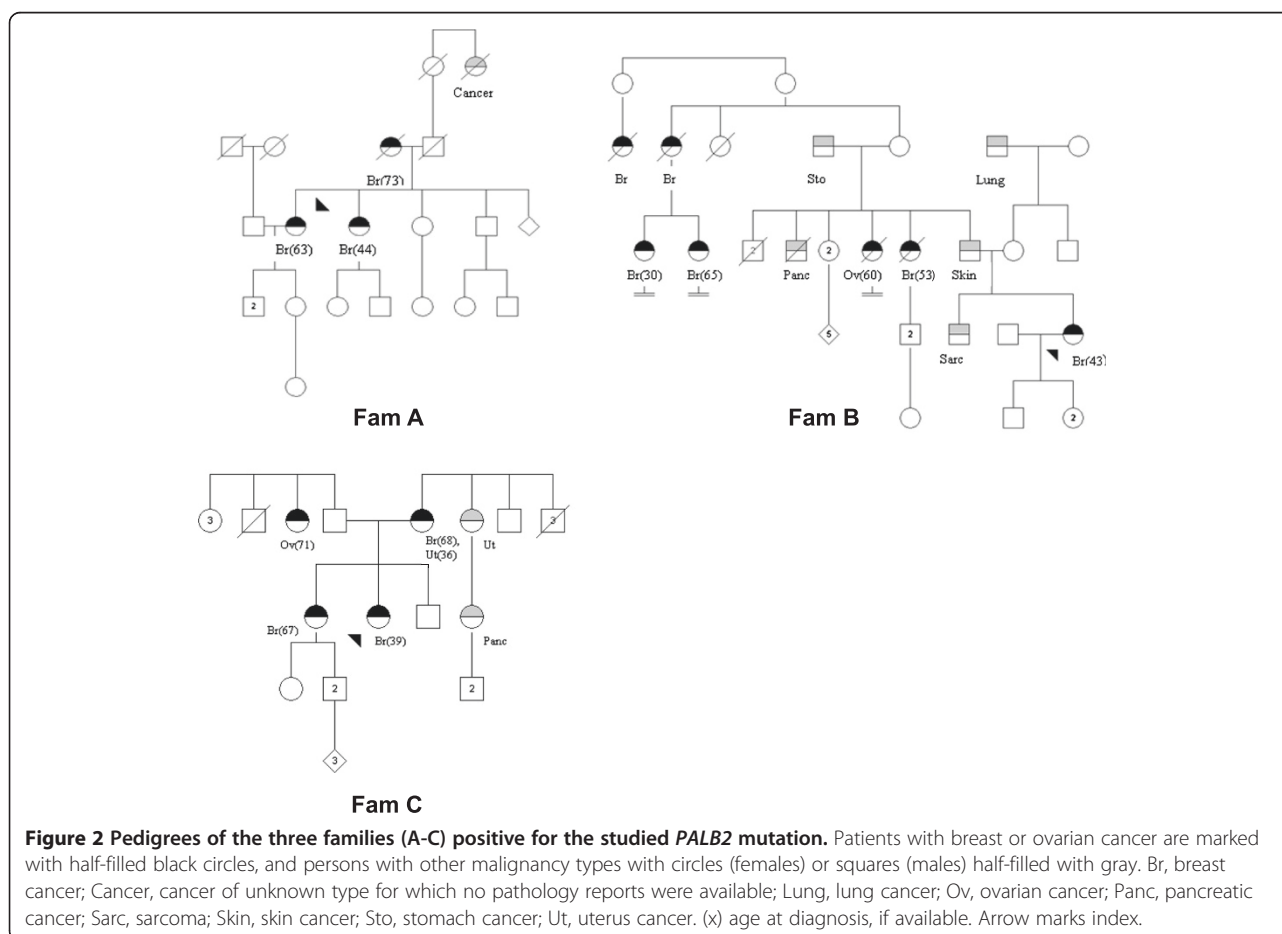 Cancer
Br(73)
Br(63) Br(44)
2
Fam A
Br Br Sto Lung
2 2
Br(30) Br(65) Panc Ov(60) Br(53) Skin
5 2 Sarc Br(43)
2
Fam B
3 3
Ov(71) Br(68), Ut
Ut(36)
Br(67) Br(39) Panc
2 2
3
Fam C
Figure 2 Pedigrees of the three families (A-C) positive for the studied PALB2 mutation. Patients with breast or ovarian cancer are marked
with half-filled black circles, and persons with other malignancy types with circles (females) or squares (males) half-filled with gray. Br, breast
cancer; Cancer, cancer of unknown type for which no pathology reports were available; Lung, lung cancer; Ov, ovarian cancer; Panc, pancreatic
cancer; Sarc, sarcoma; Skin, skin cancer; Sto, stomach cancer; Ut, uterus cancer. (x) age at diagnosis, if available. Arrow marks index.